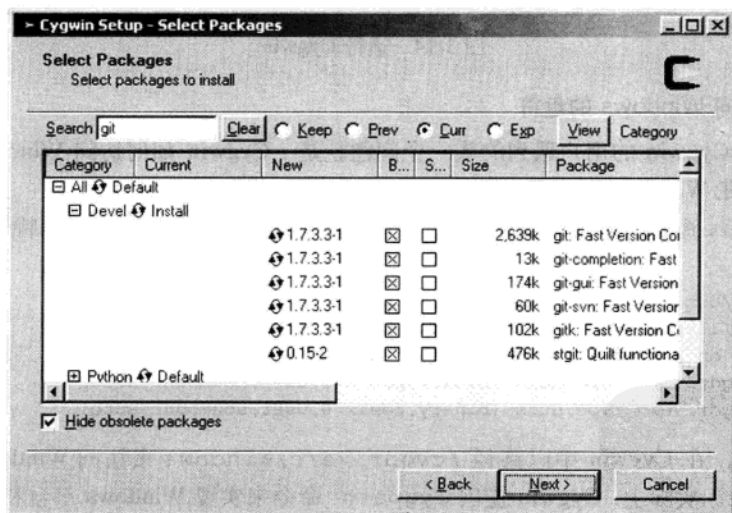 Cygwin Setup - Select Packages
Select Packages
Select packages to install
Search git Clear Keep Prev Curr Exp View Category
Category Current New B... S... Size Package
All Default
Devel Install
1.7.3.3-1 2,639k git: Fast Version Cor
1.7.3.3-1 13k git-completion: Fast
1.7.3.3-1 174k git-gui: Fast Version
1.7.3.3-1 60k git-svn: Fast Version
1.7.3.3-1 102k gitk: Fast Version C
0.15-2 476k stgit: Quilt functiona
Python Default
Hide obsolete packages
< Back Next > Cancel